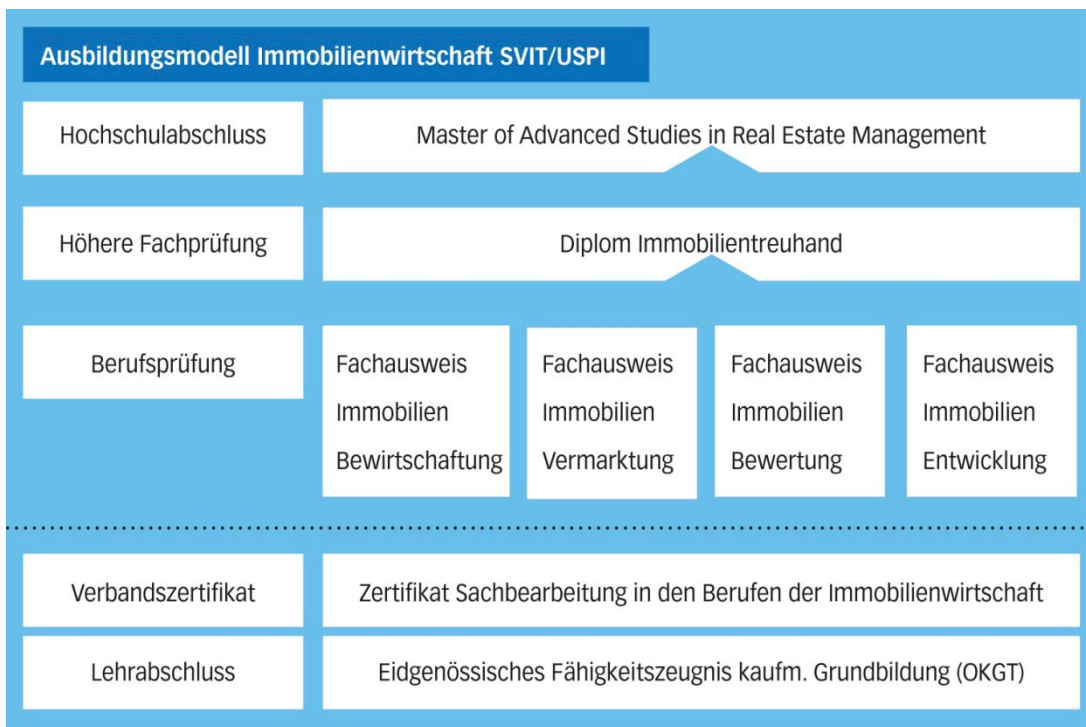 Ausbildungsmodell Immobilienwirtschaft SVIT/USPI
Hochschulabschluss
Master of Advanced Studies in Real Estate Management
Höhere Fachprüfung
Diplom Immobilientreuhand
Berufsprüfung
Fachausweis
Immobilien
Bewirtschaftung
Fachausweis
Immobilien
Vermarktung
Fachausweis
Immobilien
Bewertung
Fachausweis
Immobilien
Entwicklung
Verbandszertifikat
Zertifikat Sachbearbeitung in den Berufen der Immobilienwirtschaft
Lehrabschluss
Eidgenössisches Fähigkeitszeugnis kaufm. Grundbildung (OKGT)